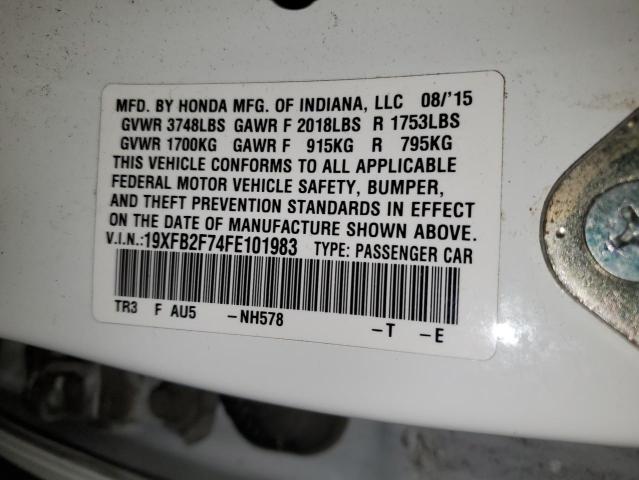 MFD. BY HONDA MFG. OF INDIANA, LLC 08/'15
GVWR 3748LBS GAWR F 2018LBS R 1753LBS
GVWR 1700KG GAWR F 915KG R 795KG
THIS VEHICLE CONFORMS TO ALL APPLICABLE
FEDERAL MOTOR VEHICLE SAFETY, BUMPER,
AND THEFT PREVENTION STANDARDS IN EFFECT
ON THE DATE OF MANUFACTURE SHOWN ABOVE.
V.I.N.:19XFB2F74FE101983 TYPE: PASSENGER CAR
TR3 F AU5 -NH578 -T -E